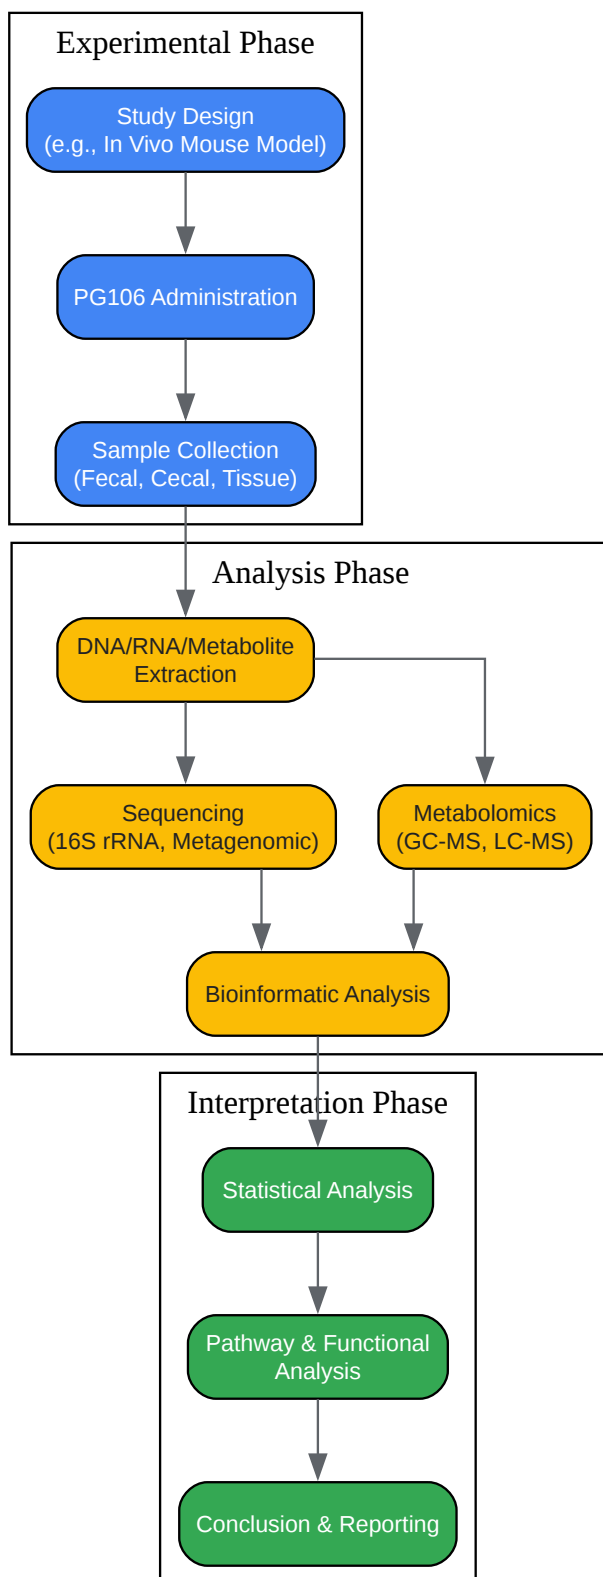 Experimental Phase
Study Design
(e.g., In Vivo Mouse Model)
PG106 Administration
Sample Collection
(Fecal, Cecal, Tissue)
Analysis Phase
DNA/RNA/Metabolite
Extraction
Sequencing
(16S rRNA, Metagenomic)
Metabolomics
(GC-MS, LC-MS)
Bioinformatic Analysis
Interpretation Phase
Statistical Analysis
Pathway & Functional
Analysis
Conclusion & Reporting